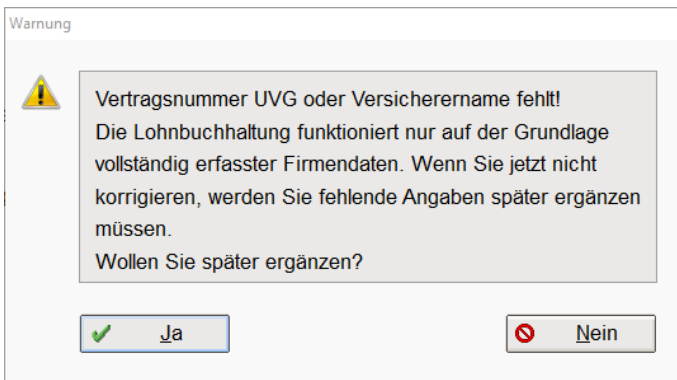 Warnung
Vertragsnummer UVG oder Versicherername fehlt!
Die Lohnbuchhaltung funktioniert nur auf der Grundlage
vollständig erfasster Firmendaten. Wenn Sie jetzt nicht
korrigieren, werden Sie fehlende Angaben später ergänzen
müssen.
Wollen Sie später ergänzen?
Ja
Nein